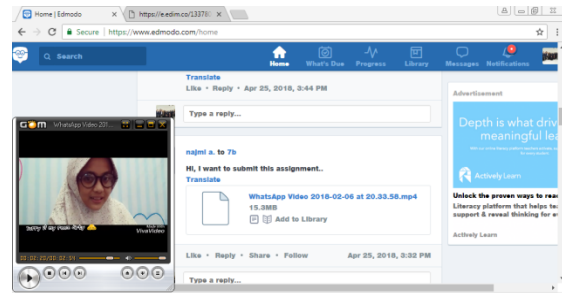 Home | Edmodo
https://e.edim.co/13378
Secure | https://www.edmodo.com/home
Search
Home
What's Due
Progress
Library
Messages
Notifications
Translate
Like • Reply • Apr 25, 2018, 3:44 PM
Type a reply...
najmi a. to 7b
Hi, I want to submit this assignment..
Translate
WhatsApp Video 2018-02-06 at 20.33.58.mp4
15.3MB
Add to Library
Like • Reply • Share • Follow
Apr 25, 2018, 3:32 PM
Type a reply...
Advertisement
Depth is what driv
meaningful lea
Actively Learn
Unlock the proven ways to rea
Literacy platform that helps tea
support & reveal thinking for e
Actively Learn
GOM
WhatsApp Video 201...
Made with
VivaVideo